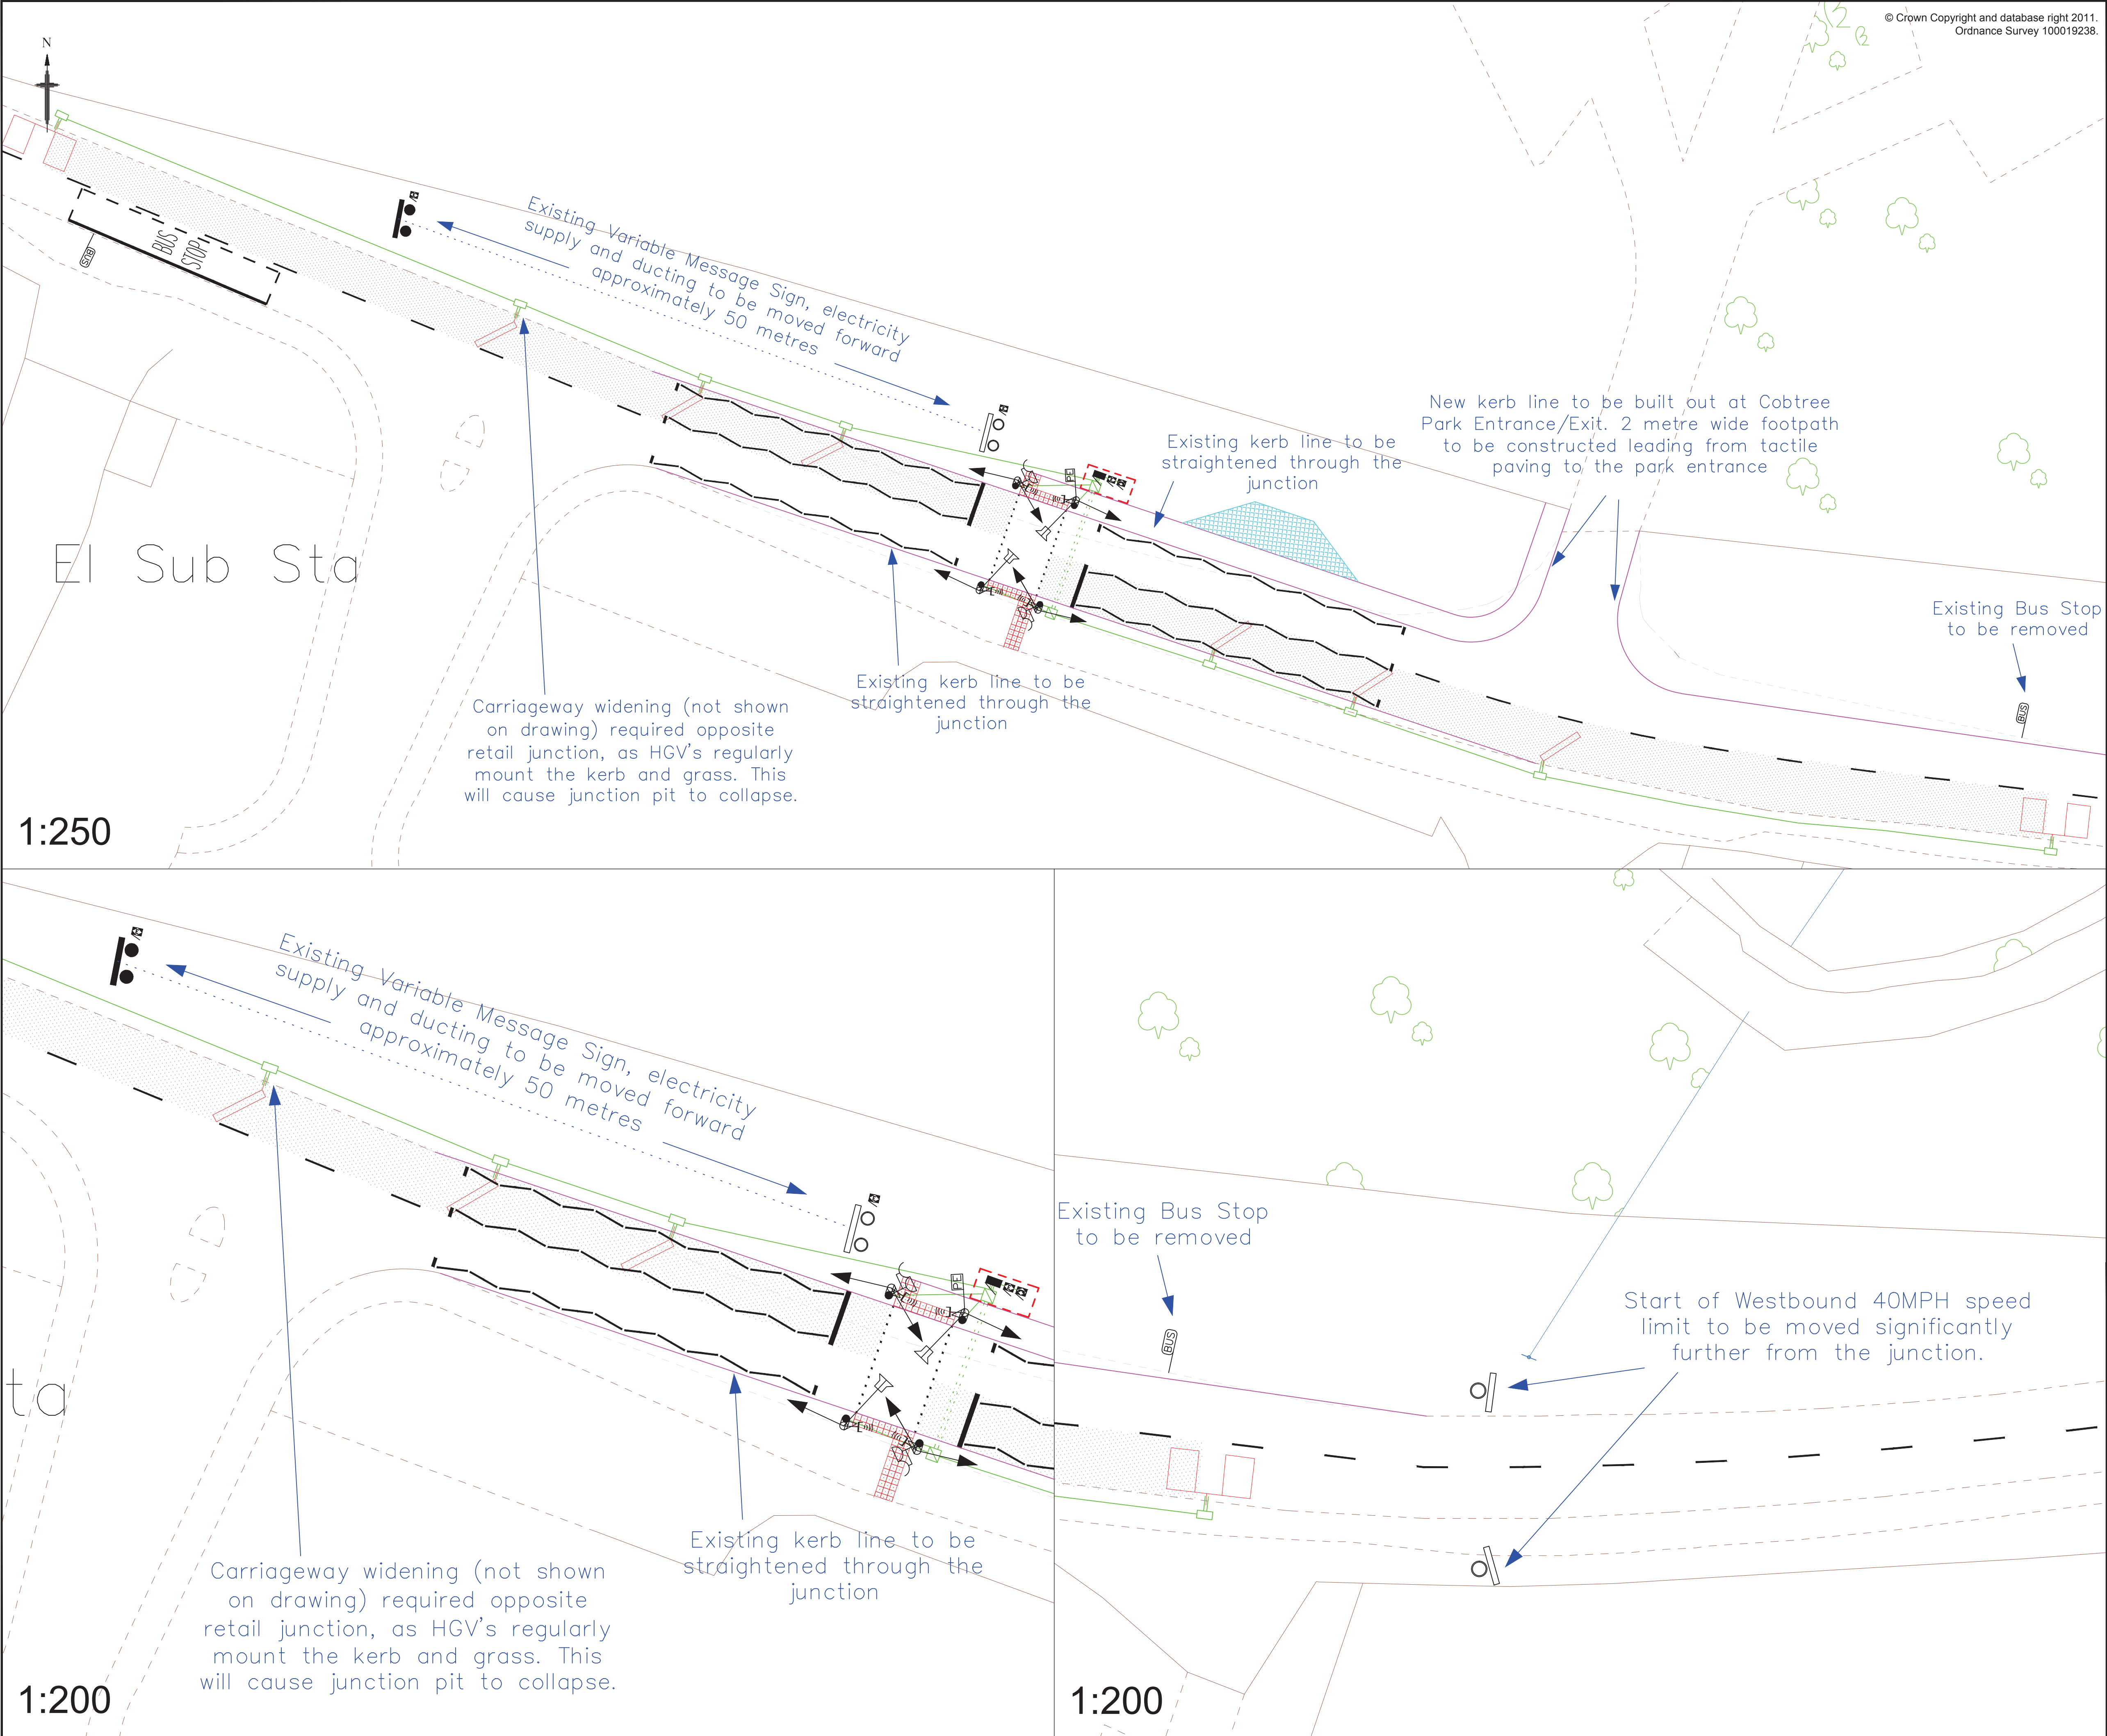 © Crown Copyright and database right 2011.
Ordnance Survey 100019238.
N
BUS
STOP
BUS
Existing Variable Message Sign, electricity
supply and ducting to be moved forward
approximately 50 metres
PE
Existing kerb line to be
straightened through the
junction
New kerb line to be built out at Cobtree
Park Entrance/Exit. 2 metre wide footpath
to be constructed leading from tactile
paving to the park entrance
El Sub Sta
Existing Bus Stop
to be removed
BUS
Existing kerb line to be
straightened through the
junction
Carriageway widening (not shown
on drawing) required opposite
retail junction, as HGV's regularly
mount the kerb and grass. This
will cause junction pit to collapse.
1:250
Existing Variable Message Sign, electricity
supply and ducting to be moved forward
approximately 50 metres
PE
ta
Existing kerb line to be
straightened through the
junction
Carriageway widening (not shown
on drawing) required opposite
retail junction, as HGV's regularly
mount the kerb and grass. This
will cause junction pit to collapse.
1:200
Existing Bus Stop
to be removed
BUS
Start of Westbound 40MPH speed
limit to be moved significantly
further from the junction.
1:200